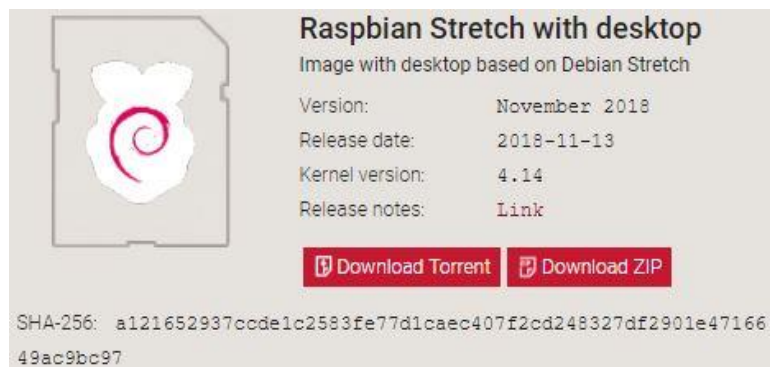 Raspbian Stretch with desktop
Image with desktop based on Debian Stretch
Version: November 2018
Release date: 2018-11-13
Kernel version: 4.14
Release notes: Link
Download Torrent Download ZIP
SHA-256: a121652937ccde1c2583fe77d1caec407f2cd248327df2901e47166
49ac9bc97